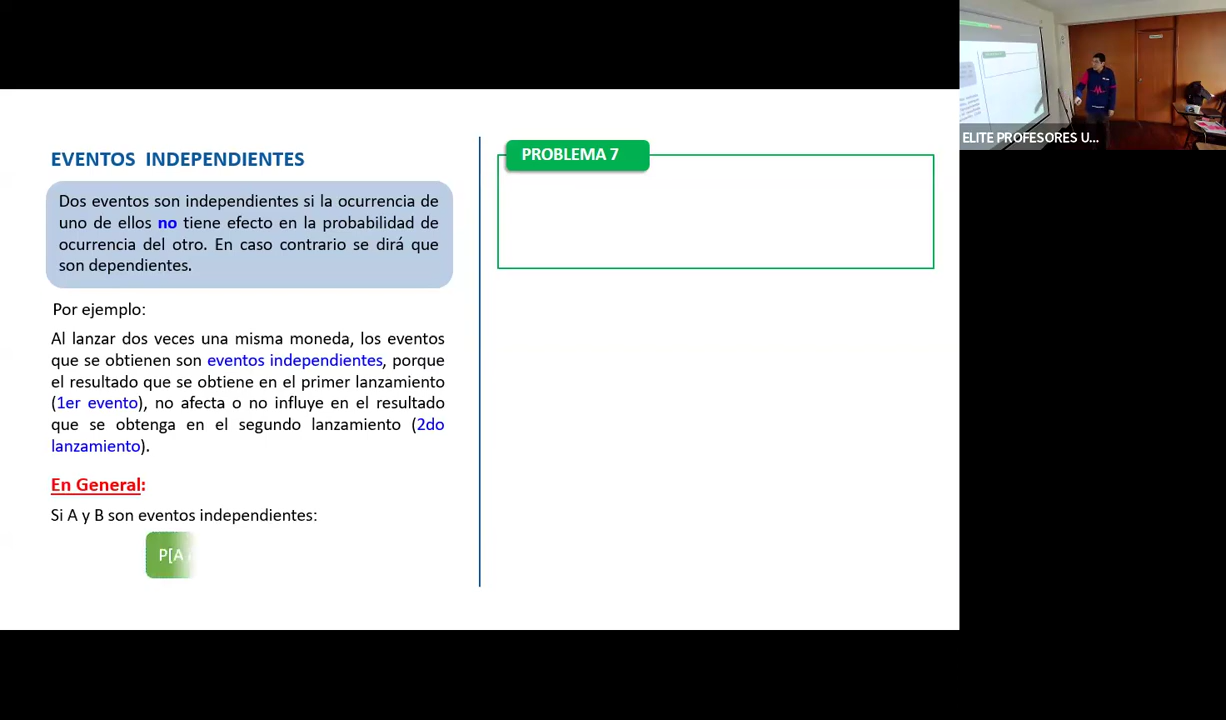 EVENTOS INDEPENDIENTES
Dos eventos son independientes si la ocurrencia de
uno de ellos no tiene efecto en la probabilidad de
ocurrencia del otro. En caso contrario se dirá que
son dependientes.
Por ejemplo:
Al lanzar dos veces una misma moneda, los eventos
que se obtienen son eventos independientes, porque
el resultado que se obtiene en el primer lanzamiento
(1er evento), no afecta o no influye en el resultado
que se obtenga en el segundo lanzamiento (2do
lanzamiento).
En General:
Si A y B son eventos independientes:
P[A
PROBLEMA 7
ELITE PROFESORES U...